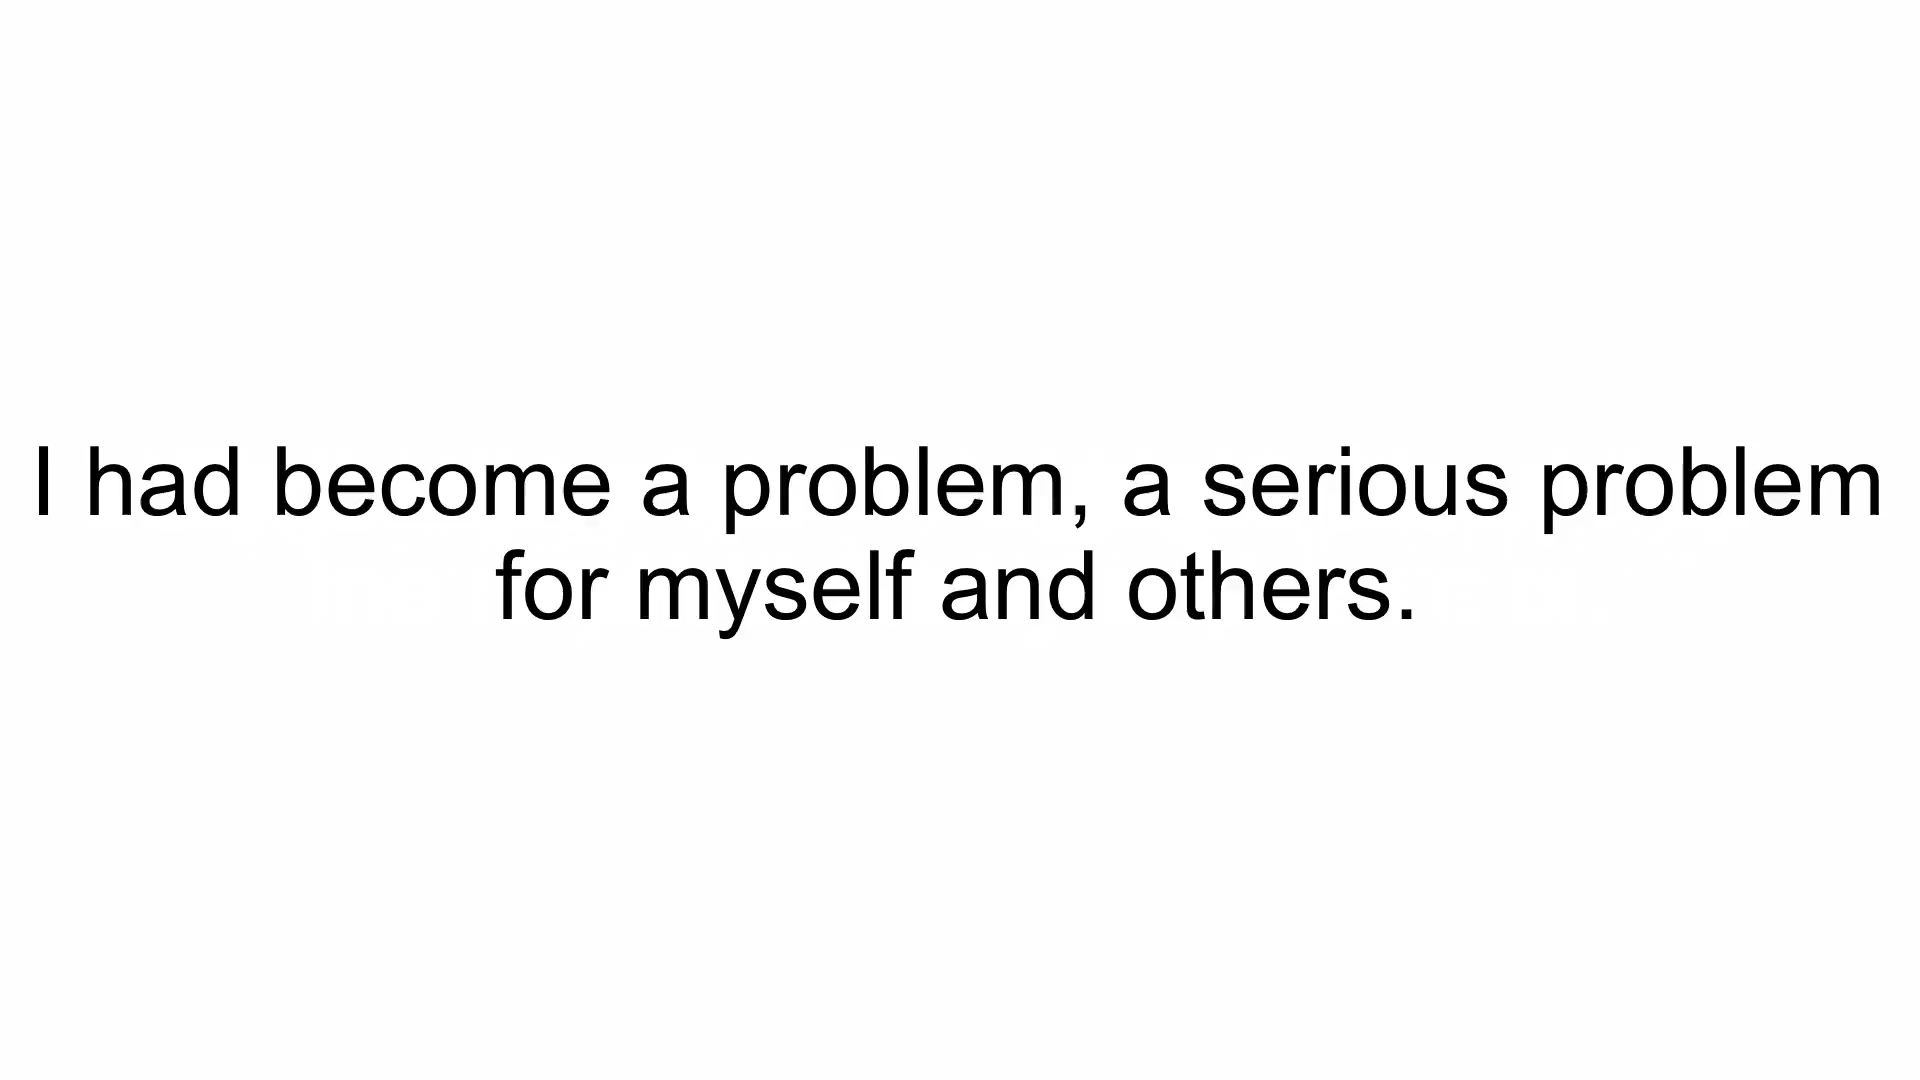 I had become a problem, a serious problem
for myself and others.